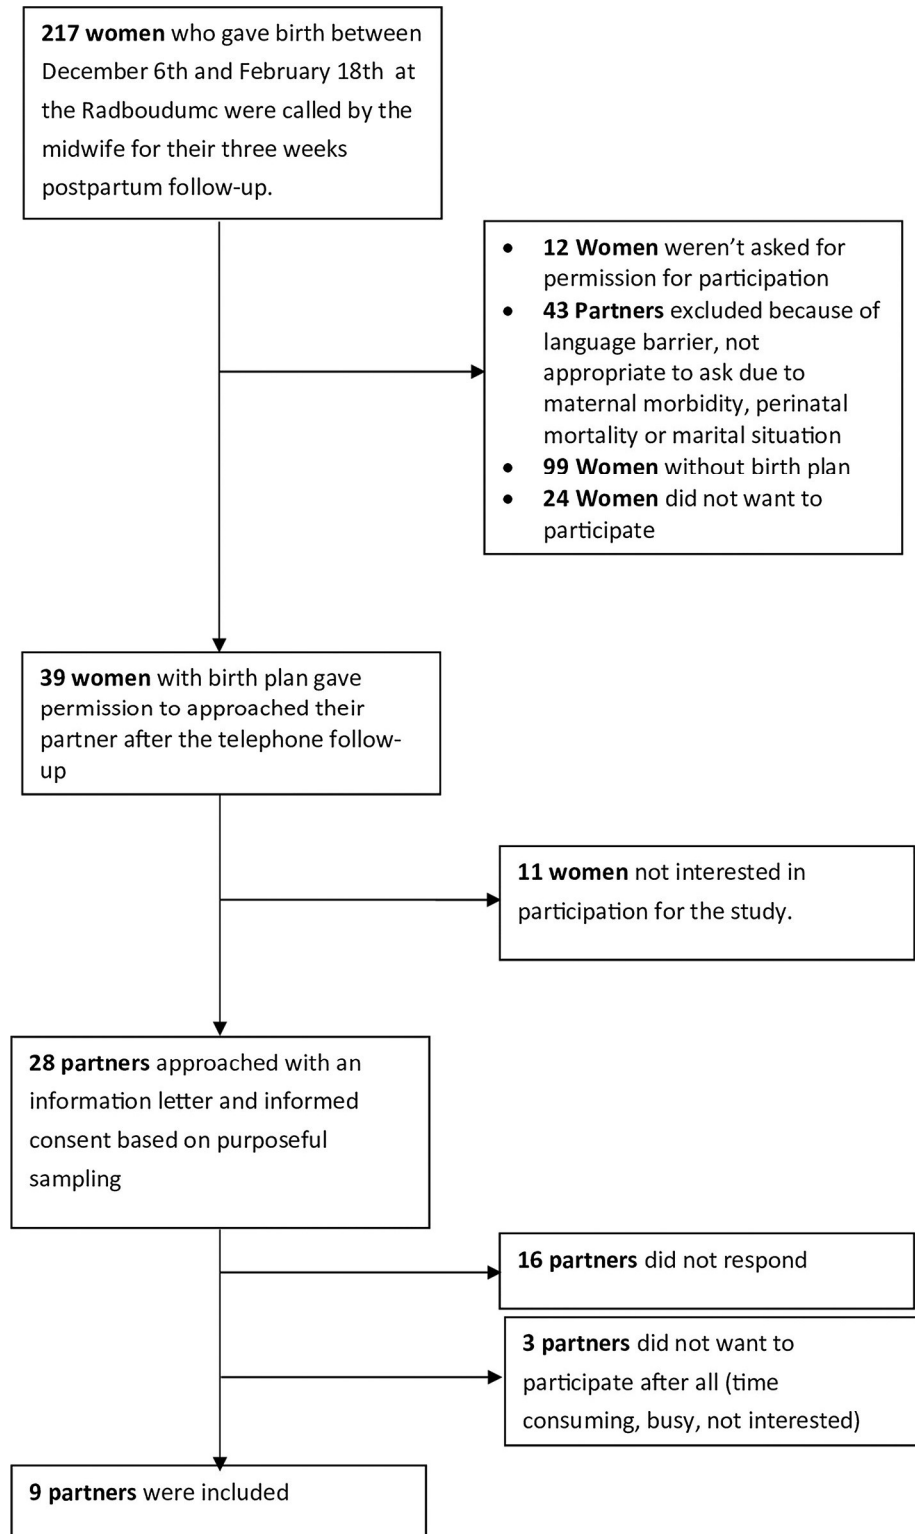 217 women who gave birth between
December 6th and February 18th at
the Radboudumc were called by the
midwife for their three weeks
postpartum follow-up.
• 12 Women weren’t asked for
permission for participation
• 43 Partners excluded because of
language barrier, not
appropriate to ask due to
maternal morbidity, perinatal
mortality or marital situation
• 99 Women without birth plan
• 24 Women did not want to
participate
39 women with birth plan gave
permission to approached their
partner after the telephone follow-
up
11 women not interested in
participation for the study.
28 partners approached with an
information letter and informed
consent based on purposeful
sampling
16 partners did not respond
3 partners did not want to
participate after all (time
consuming, busy, not interested)
9 partners were included